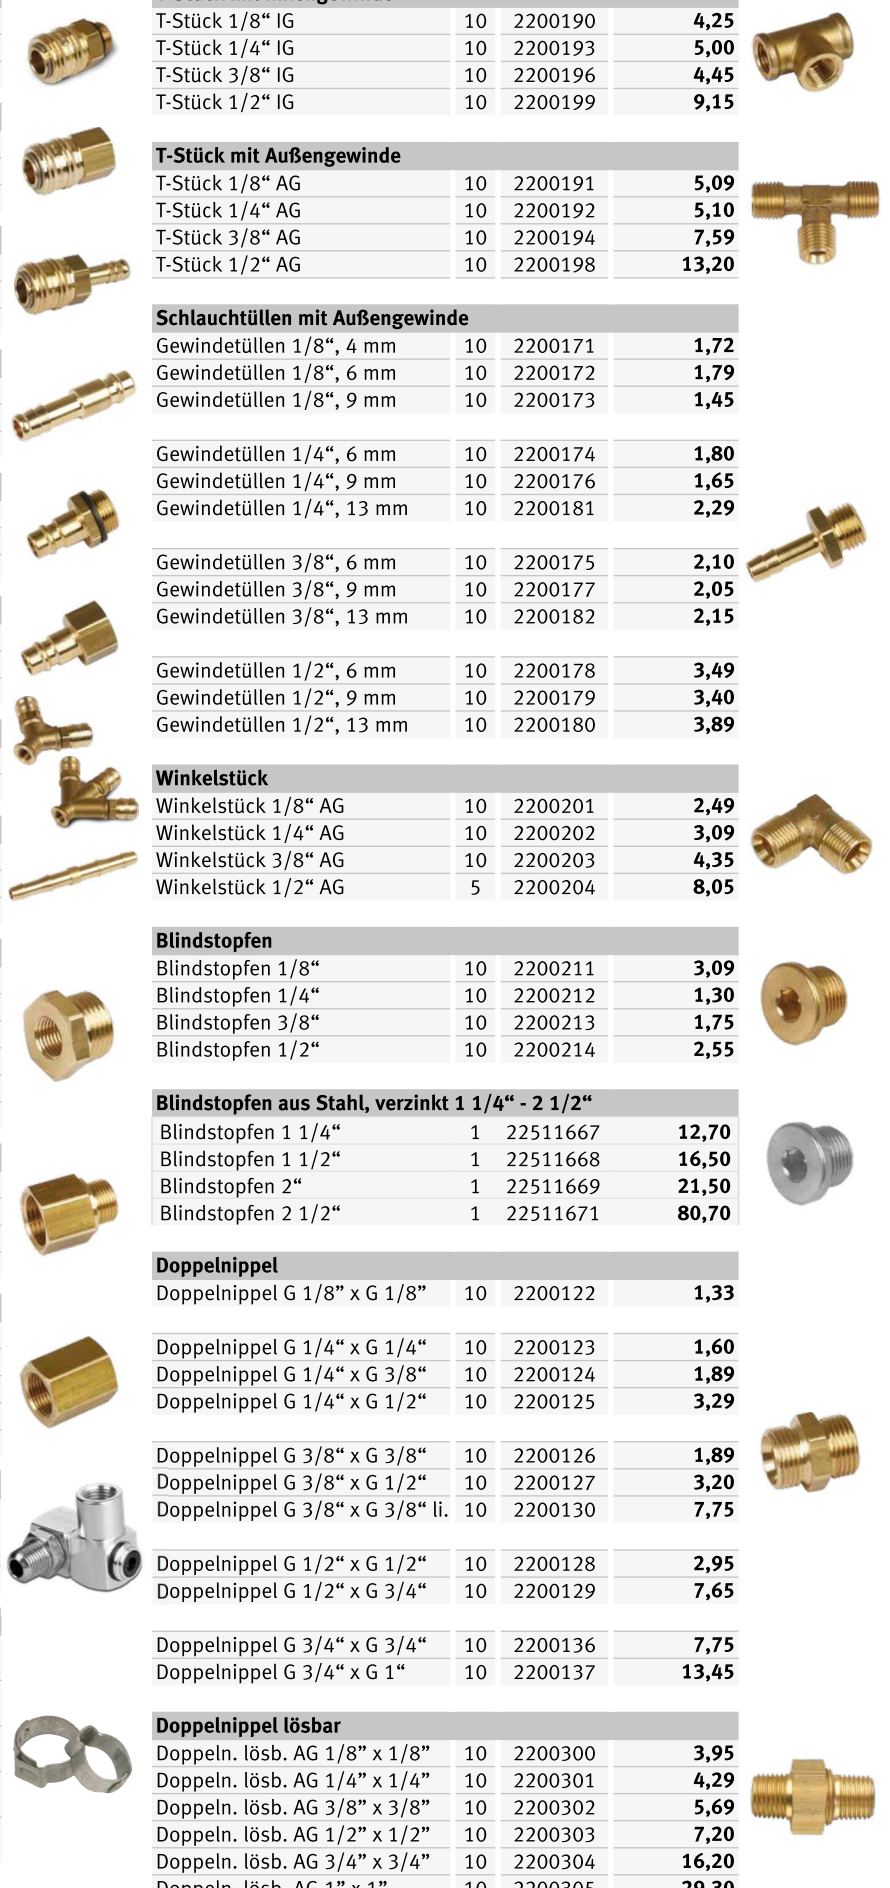 T-Stück 1/8“ IG 10 2200190 4,25
T-Stück 1/4“ IG 10 2200193 5,00
T-Stück 3/8“ IG 10 2200196 4,45
T-Stück 1/2“ IG 10 2200199 9,15
T-Stück mit Außengewinde
T-Stück 1/8“ AG 10 2200191 5,09
T-Stück 1/4“ AG 10 2200192 5,10
T-Stück 3/8“ AG 10 2200194 7,59
T-Stück 1/2“ AG 10 2200198 13,20
Schlauchtüllen mit Außengewinde
Gewindetüllen 1/8“, 4 mm 10 2200171 1,72
Gewindetüllen 1/8“, 6 mm 10 2200172 1,79
Gewindetüllen 1/8“, 9 mm 10 2200173 1,45
Gewindetüllen 1/4“, 6 mm 10 2200174 1,80
Gewindetüllen 1/4“, 9 mm 10 2200176 1,65
Gewindetüllen 1/4“, 13 mm 10 2200181 2,29
Gewindetüllen 3/8“, 6 mm 10 2200175 2,10
Gewindetüllen 3/8“, 9 mm 10 2200177 2,05
Gewindetüllen 3/8“, 13 mm 10 2200182 2,15
Gewindetüllen 1/2“, 6 mm 10 2200178 3,49
Gewindetüllen 1/2“, 9 mm 10 2200179 3,40
Gewindetüllen 1/2“, 13 mm 10 2200180 3,89
Winkelstück
Winkelstück 1/8“ AG 10 2200201 2,49
Winkelstück 1/4“ AG 10 2200202 3,09
Winkelstück 3/8“ AG 10 2200203 4,35
Winkelstück 1/2“ AG 5 2200204 8,05
Blindstopfen
Blindstopfen 1/8“ 10 2200211 3,09
Blindstopfen 1/4“ 10 2200212 1,30
Blindstopfen 3/8“ 10 2200213 1,75
Blindstopfen 1/2“ 10 2200214 2,55
Blindstopfen aus Stahl, verzinkt 1 1/4“ - 2 1/2“
Blindstopfen 1 1/4“ 1 22511667 12,70
Blindstopfen 1 1/2“ 1 22511668 16,50
Blindstopfen 2“ 1 22511669 21,50
Blindstopfen 2 1/2“ 1 22511671 80,70
Doppelnippel
Doppelnippel G 1/8” x G 1/8” 10 2200122 1,33
Doppelnippel G 1/4“ x G 1/4“ 10 2200123 1,60
Doppelnippel G 1/4“ x G 3/8“ 10 2200124 1,89
Doppelnippel G 1/4“ x G 1/2“ 10 2200125 3,29
Doppelnippel G 3/8“ x G 3/8“ 10 2200126 1,89
Doppelnippel G 3/8“ x G 1/2“ 10 2200127 3,20
Doppelnippel G 3/8“ x G 3/8“ li. 10 2200130 7,75
Doppelnippel G 1/2“ x G 1/2“ 10 2200128 2,95
Doppelnippel G 1/2“ x G 3/4“ 10 2200129 7,65
Doppelnippel G 3/4“ x G 3/4“ 10 2200136 7,75
Doppelnippel G 3/4“ x G 1“ 10 2200137 13,45
Doppelnippel lösbar
Doppeln. lösb. AG 1/8” x 1/8” 10 2200300 3,95
Doppeln. lösb. AG 1/4” x 1/4” 10 2200301 4,29
Doppeln. lösb. AG 3/8” x 3/8” 10 2200302 5,69
Doppeln. lösb. AG 1/2” x 1/2” 10 2200303 7,20
Doppeln. lösb. AG 3/4” x 3/4” 10 2200304 16,20
Doppeln. lösb. AG 1” x 1” 10 2200305 29,30